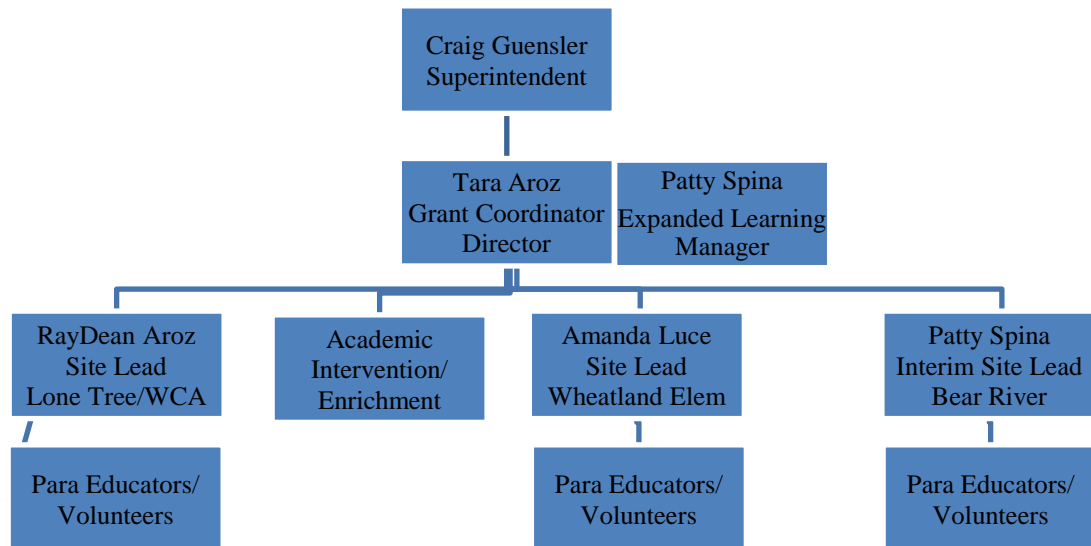 Craig Guensler
Superintendent
Tara Aroz
Grant Coordinator
Director
Patty Spina
Expanded Learning
Manager
RayDean Aroz
Site Lead
Lone Tree/WCA
Academic
Intervention/
Enrichment
Amanda Luce
Site Lead
Wheatland Elem
Patty Spina
Interim Site Lead
Bear River
Para Educators/
Volunteers
Para Educators/
Volunteers
Para Educators/
Volunteers